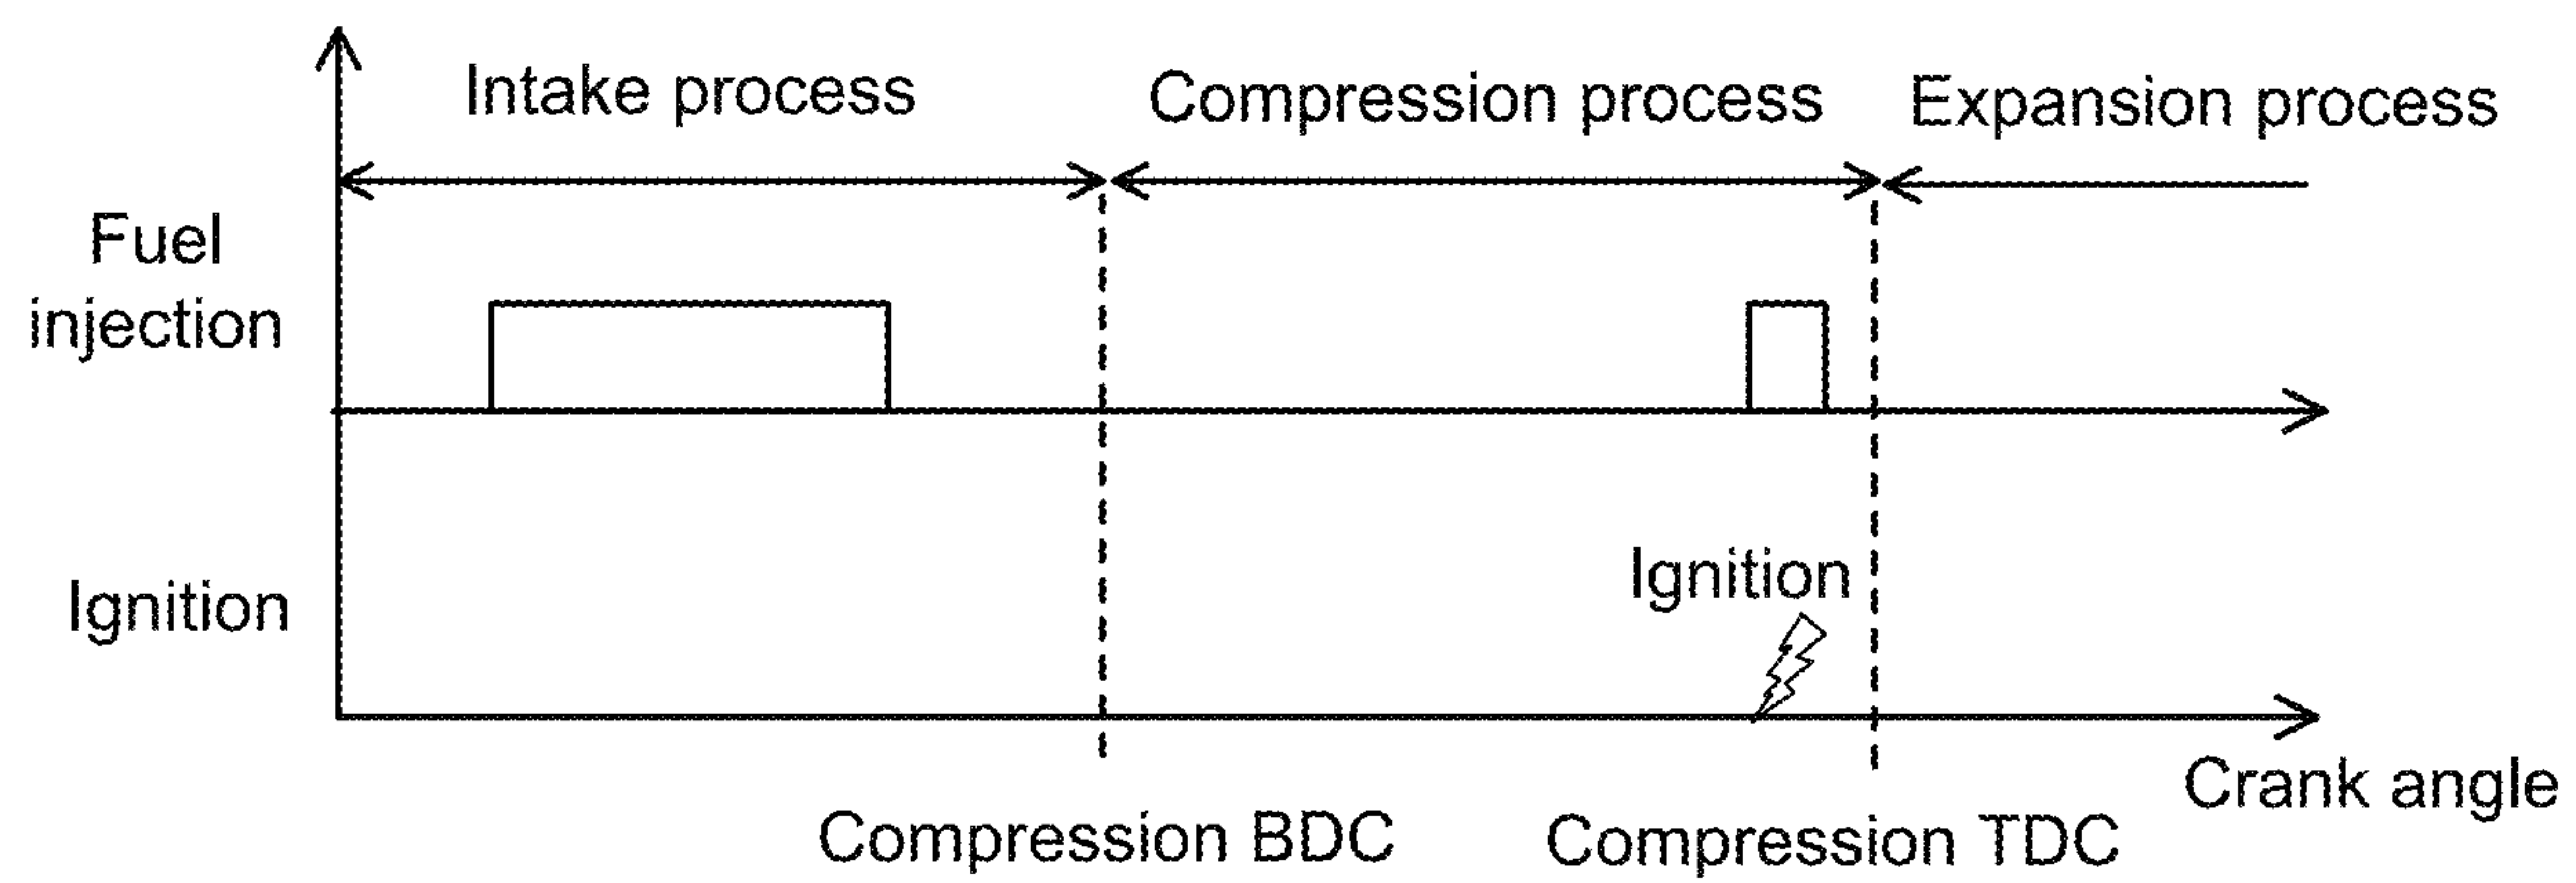 Intake process
Compression process
Expansion process
Fuel
injection
Ignition
Ignition
Crank angle
Compression BDC
Compression TDC